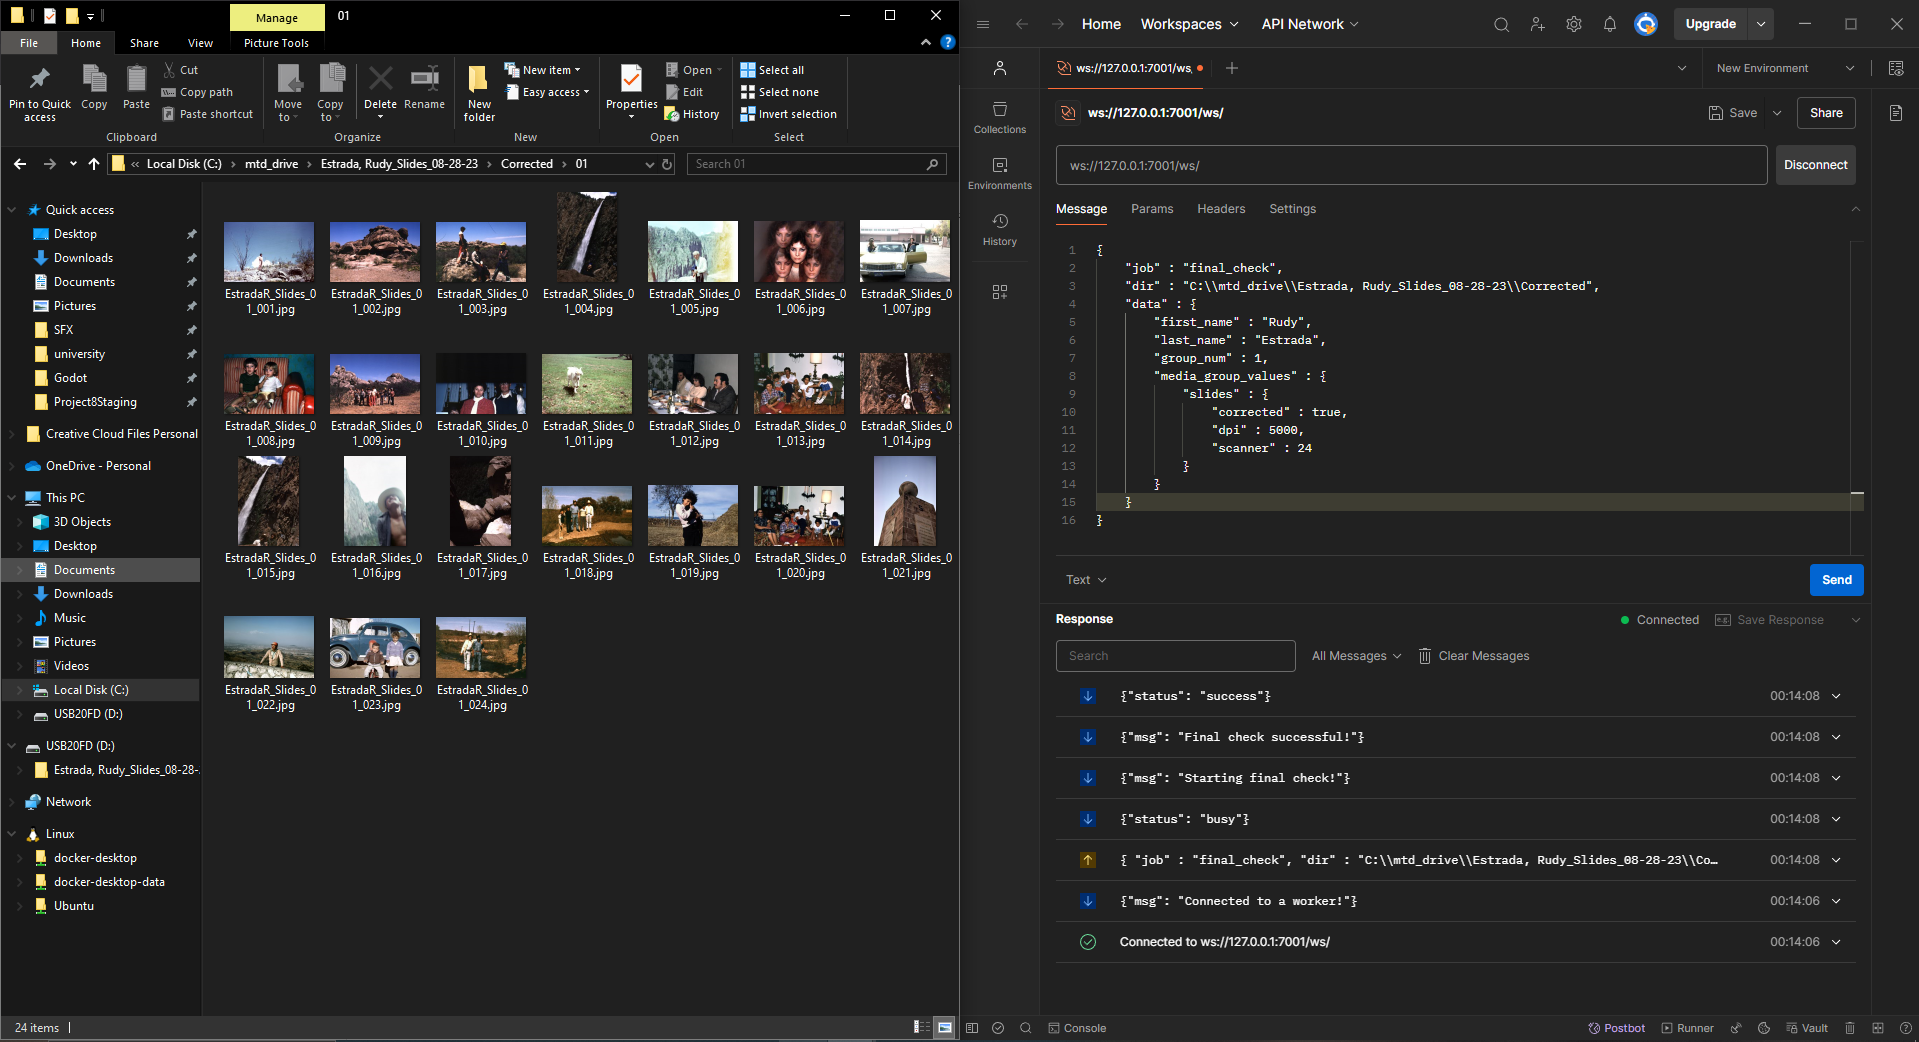 Manage
01
File
Home
Share
View
Picture Tools
Pin to Quick access
Copy
Paste
Cut
Copy path
Paste shortcut
Clipboard
Move to
Copy to
Delete
Rename
Organize
New folder
New item
Easy access
New
Properties
Open
Edit
History
Open
Select all
Select none
Invert selection
Select
« Local Disk (C:) › mtd_drive › Estrada, Rudy_Slides_08-28-23 › Corrected › 01
Search 01
Quick access
Desktop
Downloads
Documents
Pictures
SFX
university
Godot
Project8Staging
Creative Cloud Files Personal
OneDrive - Personal
This PC
3D Objects
Desktop
Documents
Downloads
Music
Pictures
Videos
Local Disk (C:)
USB20FD (D:)
USB20FD (D:)
Estrada, Rudy_Slides_08-28-
Network
Linux
docker-desktop
docker-desktop-data
Ubuntu
EstradaR_Slides_01_001.jpg
EstradaR_Slides_01_002.jpg
EstradaR_Slides_01_003.jpg
EstradaR_Slides_01_004.jpg
EstradaR_Slides_01_005.jpg
EstradaR_Slides_01_006.jpg
EstradaR_Slides_01_007.jpg
EstradaR_Slides_01_008.jpg
EstradaR_Slides_01_009.jpg
EstradaR_Slides_01_010.jpg
EstradaR_Slides_01_011.jpg
EstradaR_Slides_01_012.jpg
EstradaR_Slides_01_013.jpg
EstradaR_Slides_01_014.jpg
EstradaR_Slides_01_015.jpg
EstradaR_Slides_01_016.jpg
EstradaR_Slides_01_017.jpg
EstradaR_Slides_01_018.jpg
EstradaR_Slides_01_019.jpg
EstradaR_Slides_01_020.jpg
EstradaR_Slides_01_021.jpg
EstradaR_Slides_01_022.jpg
EstradaR_Slides_01_023.jpg
EstradaR_Slides_01_024.jpg
24 items
Home
Workspaces
API Network
Upgrade
ws://127.0.0.1:7001/ws,
New Environment
Collections
Environments
History
ws://127.0.0.1:7001/ws/
Save
Share
ws://127.0.0.1:7001/ws/
Disconnect
Message
Params
Headers
Settings
1 {
2 "job" : "final_check",
3 "dir" : "C:\\mtd_drive\\Estrada, Rudy_Slides_08-28-23\\Corrected",
4 "data" : {
5 "first_name" : "Rudy",
6 "last_name" : "Estrada",
7 "group_num" : 1,
8 "media_group_values" : {
9 "slides" : {
10 "corrected" : true,
11 "dpi" : 5000,
12 "scanner" : 24
13 }
14 }
15 }
16 }
Text
Send
Response
Connected
e.g.
Save Response
Search
All Messages
Clear Messages
{"status": "success"} 00:14:08
{"msg": "Final check successful!"} 00:14:08
{"msg": "Starting final check!"} 00:14:08
{"status": "busy"} 00:14:08
{ "job" : "final_check", "dir" : "C:\\mtd_drive\\Estrada, Rudy_Slides_08-28-23\\Co… 00:14:08
{"msg": "Connected to a worker!"} 00:14:06
Connected to ws://127.0.0.1:7001/ws/ 00:14:06
Console
Postbot
Runner
Vault